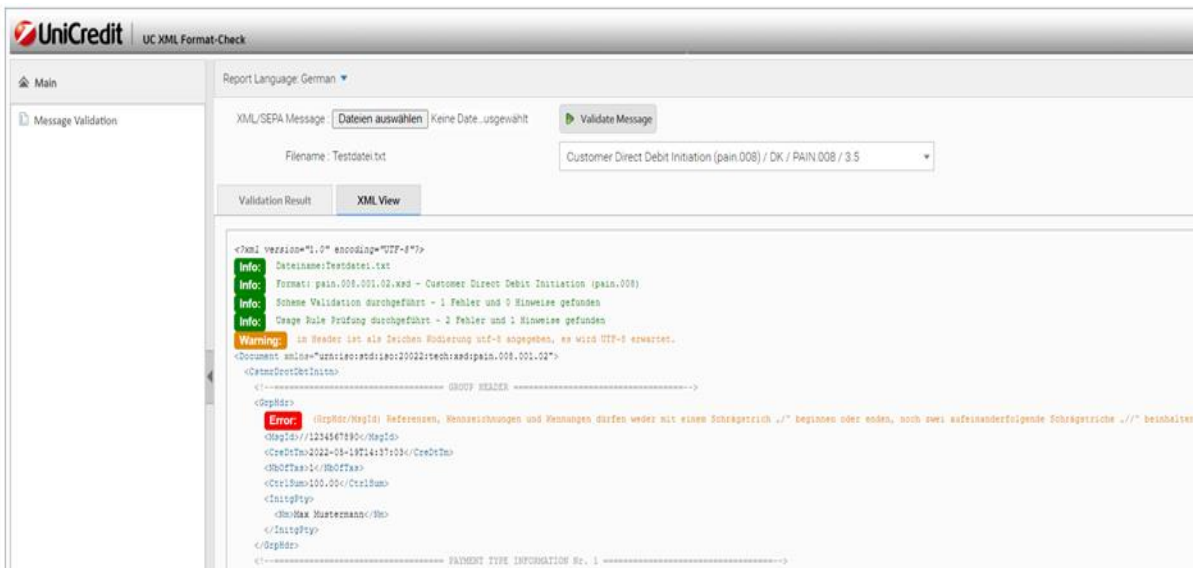 UniCredit UC XML Format-Check
Main
Message Validation
Report Language: German
XML/SEPA Message : Dateien auswählen Keine Date...usgewählt Validate Message
Filename : Testdatei.txt Customer Direct Debit Initiation (pain.008) / DK / PAIN.008 / 3.5
Validation Result XML View
<?xml version="1.0" encoding="UTF-8"?>
Info: Dateiname:Testdatei.txt
Info: Format: pain.008.001.02.xsd - Customer Direct Debit Initiation (pain.008)
Info: Scheme Validation durchgeführt - 1 Fehler und 0 Hinweise gefunden
Info: Usage Rule Prüfung durchgeführt - 2 Fehler und 1 Hinweise gefunden
Warning: im Header ist als Zeichen Kodierung utf-8 angegeben, es wird UTF-8 erwartet.
<Document xmlns="urn:iso:std:iso:20022:tech:xsd:pain.008.001.02">
<CstmrDrctDbtInitn>
<!--================================== GROUP HEADER ==================================-->
<GrpHdr>
Error: (GrpHdr/MsgId) Referenzen, Kennzeichnungen und Kennungen dürfen weder mit einem Schrägstrich „/" beginnen oder enden, noch zwei aufeinanderfolgende Schrägstriche „//" beinhalten
<MsgId>//1234567890</MsgId>
<CreDtTm>2022-05-19T14:37:03</CreDtTm>
<NbOfTxs>1</NbOfTxs>
<CtrlSum>100.00</CtrlSum>
<InitgPty>
<Nm>Max Mustermann</Nm>
</InitgPty>
</GrpHdr>
<!--================================== PAYMENT TYPE INFORMATION Nr. 1 ==================================-->